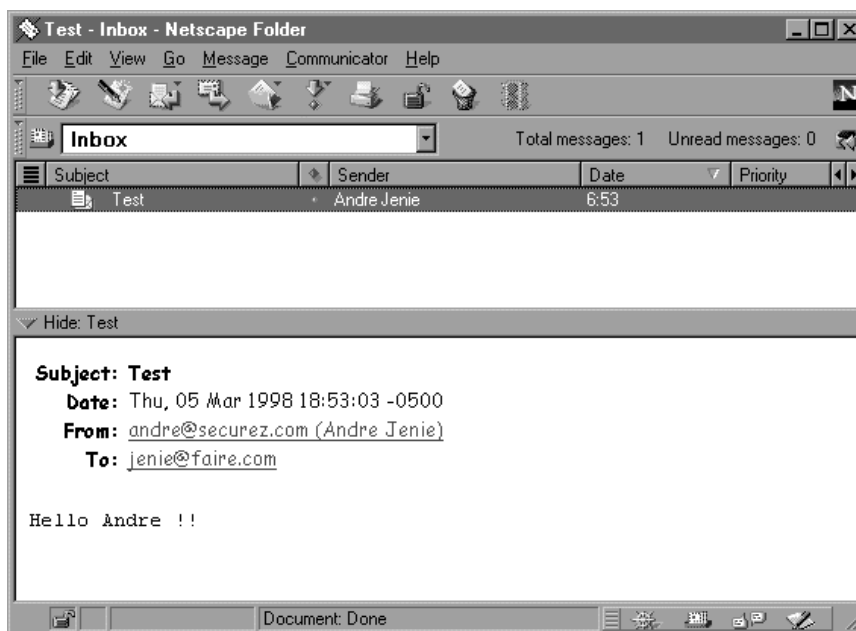 Test - Inbox - Netscape Folder
File Edit View Go Message Communicator Help
N
Inbox Total messages: 1 Unread messages: 0
Subject Sender Date Priority
Test Andre Jenie 6:53
Hide: Test
Subject: Test
Date: Thu, 05 Mar 1998 18:53:03 -0500
From: andre@securez.com (Andre Jenie)
To: jenie@faire.com
Hello Andre !!
Document: Done